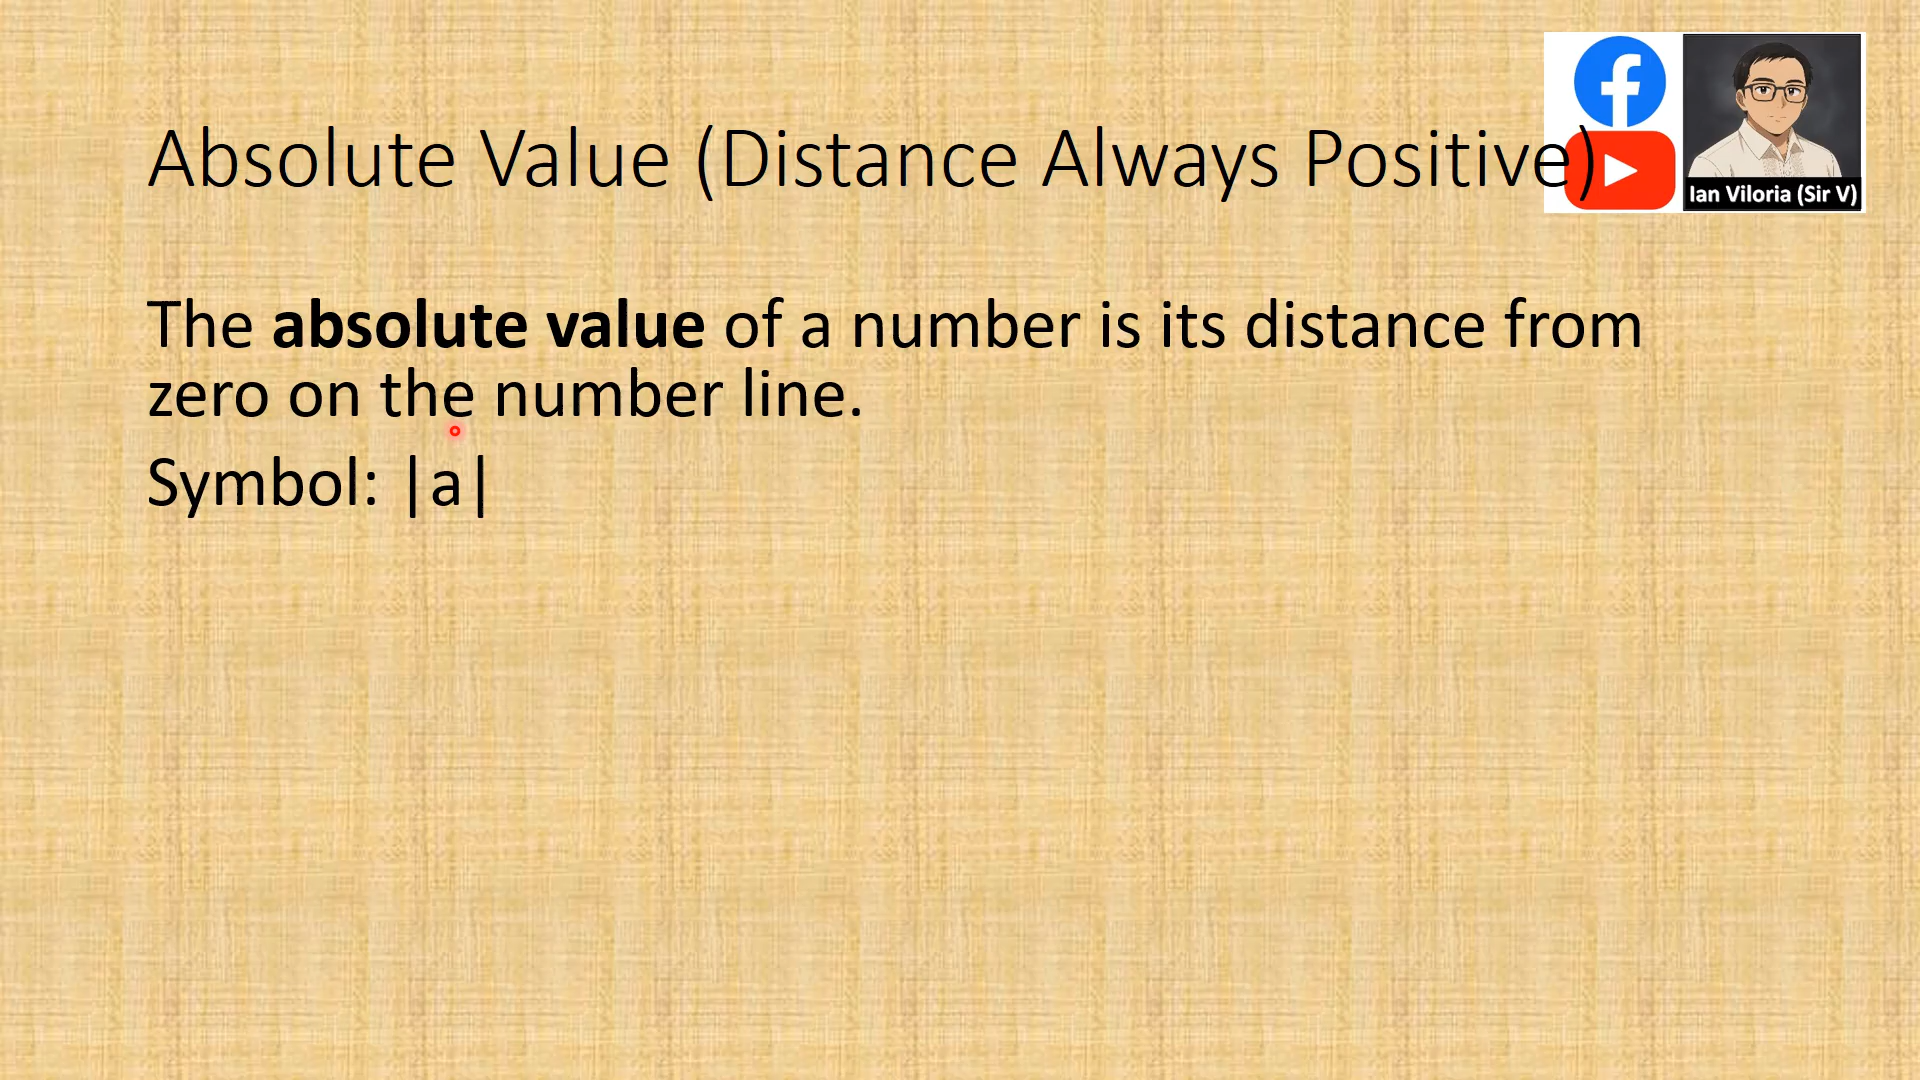 Absolute Value (Distance Always Positive)
Ian Viloria (Sir V)
The absolute value of a number is its distance from
zero on the number line.
Symbol: |a|